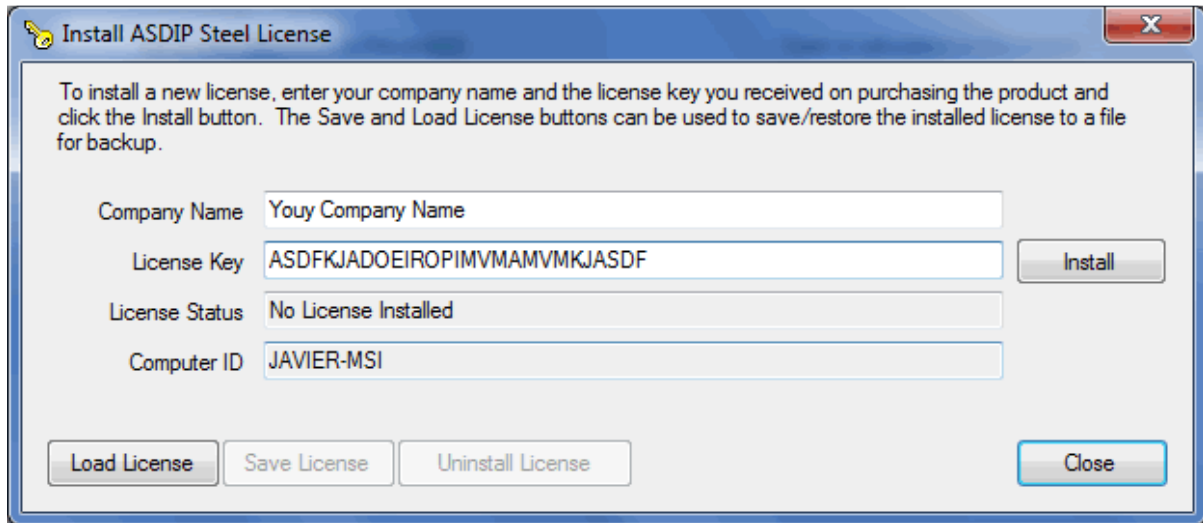 Install ASDIP Steel License
To install a new license, enter your company name and the license key you received on purchasing the product and
click the Install button.  The Save and Load License buttons can be used to save/restore the installed license to a file
for backup.
Company Name Youy Company Name
License Key ASDFKJADOEIROPIMVMAMVMKJASDF Install
License Status No License Installed
Computer ID JAVIER-MSI
Load License Save License Uninstall License Close